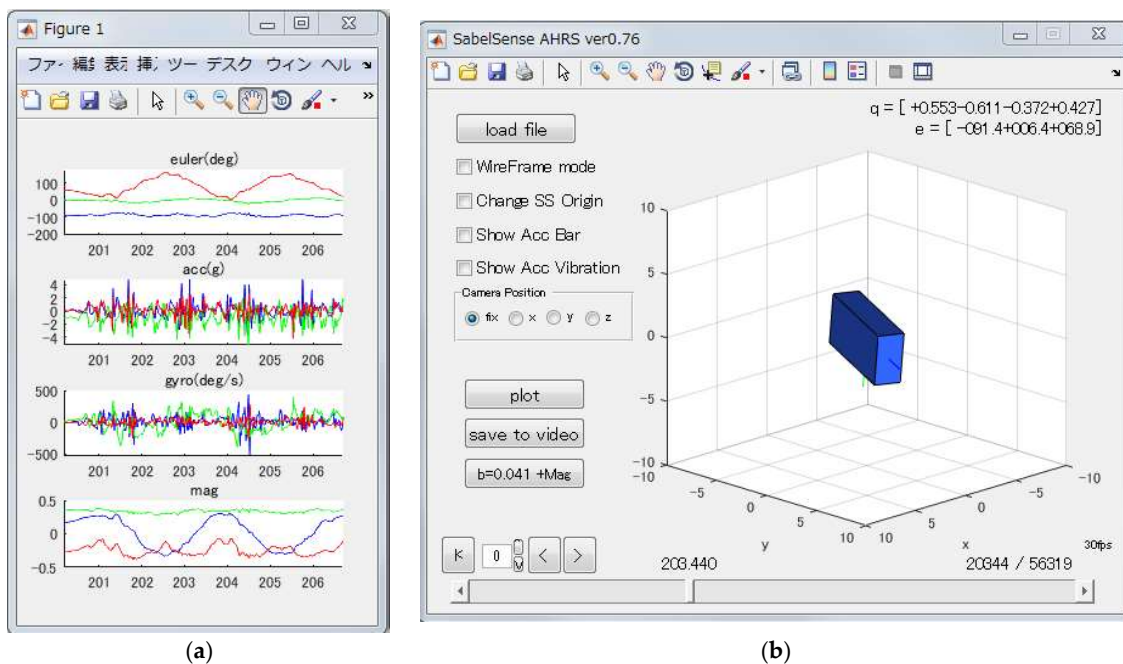 Figure 1
ファ 編集 表示 挿入 ツー デスク ウィン ヘル
euler(deg)
100
0
-100
-200
201 202 203 204 205 206
acc(g)
4
2
0
-2
-4
201 202 203 204 205 206
gyro(deg/s)
500
0
-500
201 202 203 204 205 206
mag
0.5
0
-0.5
201 202 203 204 205 206
(a)
SabelSense AHRS ver0.76
q = [ +0.553-0.611-0.372+0.427]
e = [ -091.4+006.4+068.9]
load file
WireFrame mode
Change SS Origin
Show Acc Bar
Show Acc Vibration
Camera Position
fix x y z
plot
save to video
b=0.041 +Mag
0
10
5
0
-5
-10
-10 -5 0 5 10
y
10 5 0 -5 -10
x
30fps
203.440 20344 / 56319
(b)